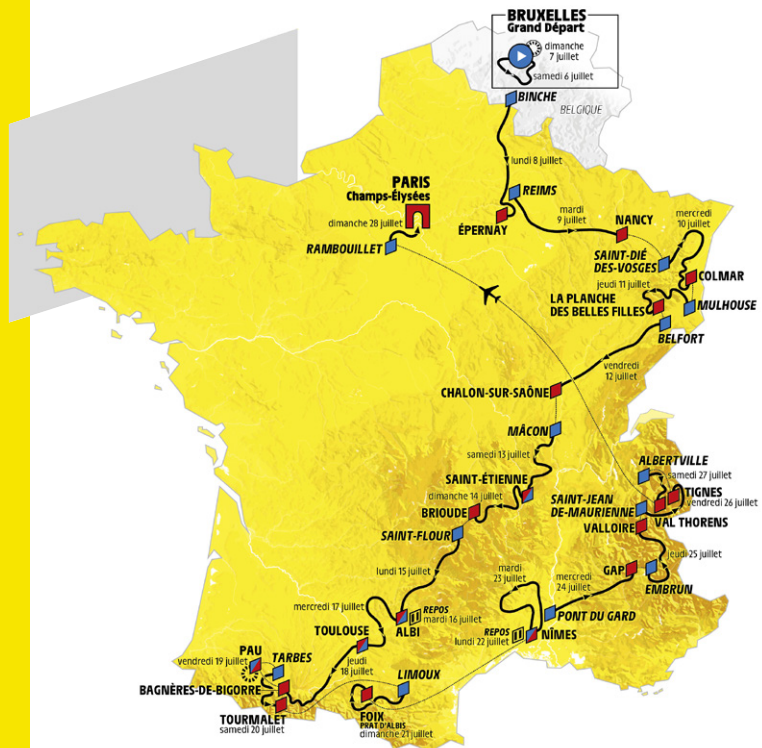 BRUXELLES
Grand Départ
dimanche
7 juillet
samedi 6 juillet
BINCHE
BELGIQUE
lundi 8 juillet
REIMS
ÉPERNAY
mardi
9 juillet
NANCY
mercredi
10 juillet
SAINT-DIÉ
DES-VOSGES
COLMAR
jeudi 11 juillet
LA PLANCHE
DES BELLES FILLES
MULHOUSE
BELFORT
PARIS
Champs-Élysées
dimanche 28 juillet
RAMBOUILLET
vendredi
12 juillet
CHALON-SUR-SAÔNE
MÂCON
samedi 13 juillet
SAINT-ÉTIENNE
dimanche 14 juillet
BRIOUDE
SAINT-FLOUR
ALBERTVILLE
samedi 27 juillet
TIGNES
vendredi 26 juillet
SAINT-JEAN
DE-MAURIENNE
VAL THORENS
VALLOIRE
jeudi 25 juillet
GAP
EMBRUN
lundi 15 juillet
mardi
23 juillet
mercredi
24 juillet
PONT DU GARD
mercredi 17 juillet
REPOS
mardi 16 juillet
ALBI
REPOS
lundi 22 juillet
NÎMES
TOULOUSE
jeudi
18 juillet
PAU
vendredi 19 juillet
TARBES
BAGNÈRES-DE-BIGORRE
TOURMALET
samedi 20 juillet
LIMOUX
FOIX
PRAT D'ALBIS
dimanche 21 juillet